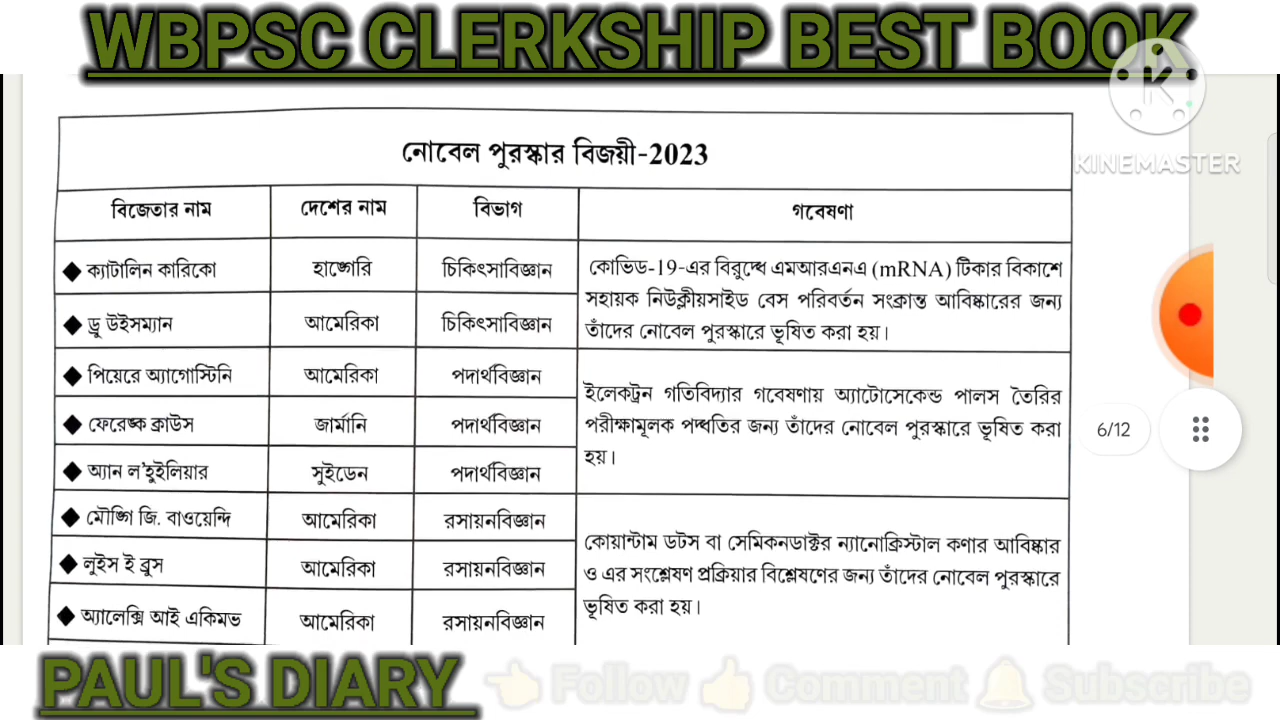 WBPSC CLERKSHIP BEST BOOK
KINEMASTER
নোবেল পুরস্কার বিজয়ী-2023
বিজেতার নাম দেশের নাম বিভাগ গবেষণা
◆ ক্যাটালিন কারিকো হাঙ্গেরি চিকিৎসাবিজ্ঞান
◆ ড্রু উইসম্যান আমেরিকা চিকিৎসাবিজ্ঞান
কোভিড-19-এর বিরুদ্ধে এমআরএনএ (mRNA) টিকার বিকাশে
সহায়ক নিউক্লীয়সাইড বেস পরিবর্তন সংক্রান্ত আবিষ্কারের জন্য
তাঁদের নোবেল পুরস্কারে ভূষিত করা হয়।
◆ পিয়েরে অ্যাগোস্টিনি আমেরিকা পদার্থবিজ্ঞান
◆ ফেরেঙ্ক ক্রাউস জার্মানি পদার্থবিজ্ঞান
◆ অ্যান ল'হুইলিয়ার সুইডেন পদার্থবিজ্ঞান
ইলেকট্রন গতিবিদ্যার গবেষণায় অ্যাটোসেকেন্ড পালস তৈরির
পরীক্ষামূলক পদ্ধতির জন্য তাঁদের নোবেল পুরস্কারে ভূষিত করা
হয়।
◆ মৌঙ্গি জি. বাওয়েন্দি আমেরিকা রসায়নবিজ্ঞান
◆ লুইস ই ব্রুস আমেরিকা রসায়নবিজ্ঞান
◆ অ্যালেক্সি আই একিমভ আমেরিকা রসায়নবিজ্ঞান
কোয়ান্টাম ডটস বা সেমিকনডাক্টর ন্যানোক্রিস্টাল কণার আবিষ্কার
ও এর সংশ্লেষণ প্রক্রিয়ার বিশ্লেষণের জন্য তাঁদের নোবেল পুরস্কারে
ভূষিত করা হয়।
6/12
PAUL'S DIARY Follow Comment Subscribe